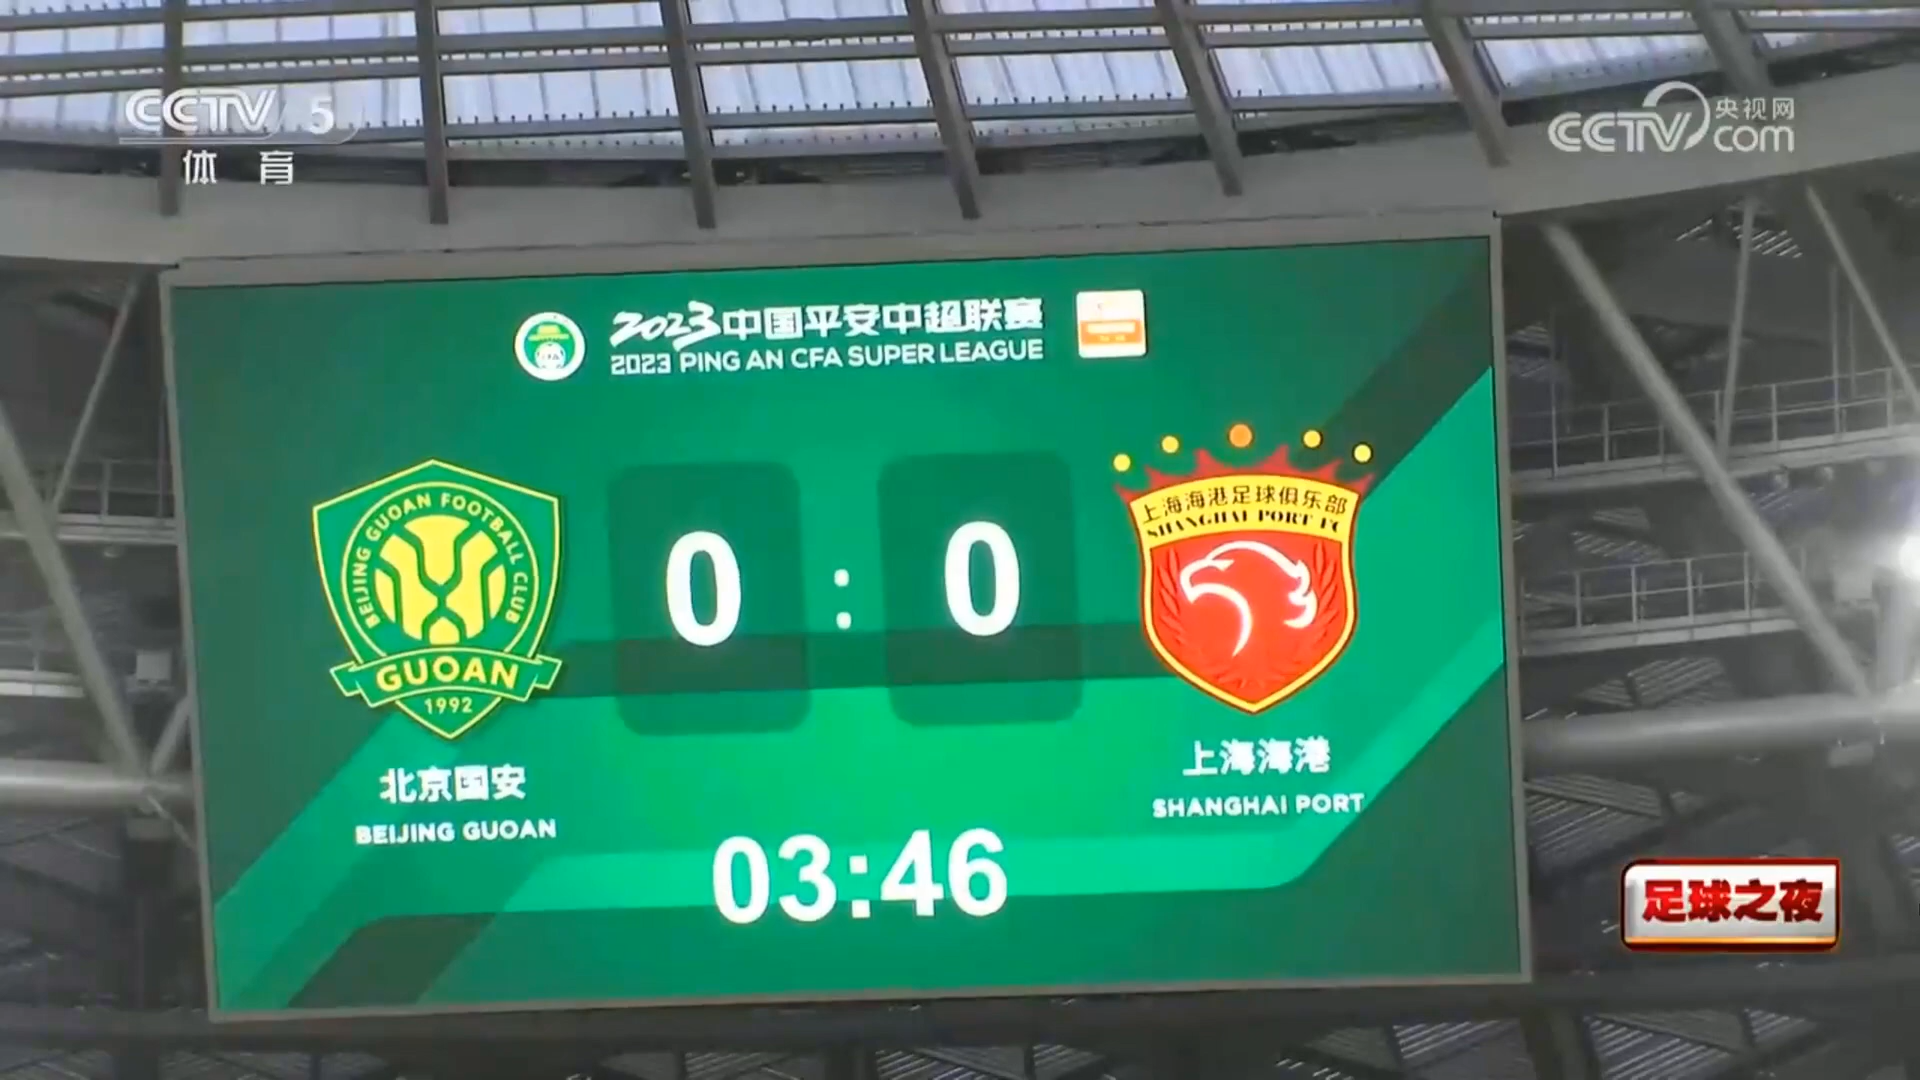 CCTV 5
体育
央视网
CCTV com
2023中国平安中超联赛
2023 PING AN CFA SUPER LEAGUE
BEIJING GUOAN FOOTBALL CLUB
GUOAN
1992
0 : 0
上海海港足球俱乐部
SHANGHAI PORT FC
北京国安
BEIJING GUOAN
上海海港
SHANGHAI PORT
03:46
足球之夜